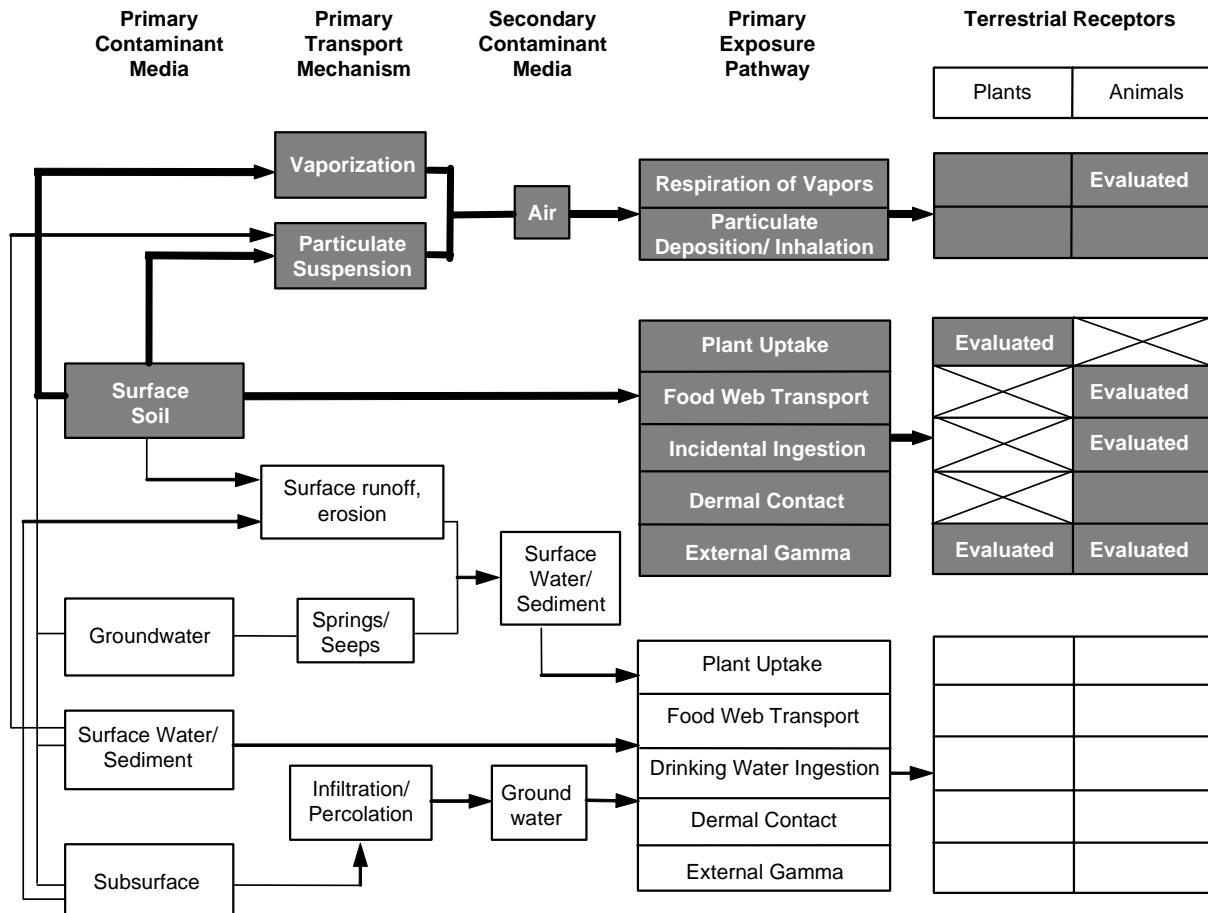 Primary
Contaminant
Media
Primary
Transport
Mechanism
Secondary
Contaminant
Media
Primary
Exposure
Pathway
Terrestrial Receptors
Plants
Animals
Vaporization
Particulate
Suspension
Air
Respiration of Vapors
Particulate
Deposition/ Inhalation
Evaluated
Surface
Soil
Plant Uptake
Food Web Transport
Incidental Ingestion
Dermal Contact
External Gamma
Evaluated
Evaluated
Evaluated
Evaluated
Evaluated
Surface runoff,
erosion
Surface
Water/
Sediment
Groundwater
Springs/
Seeps
Surface Water/
Sediment
Infiltration/
Percolation
Ground
water
Subsurface
Plant Uptake
Food Web Transport
Drinking Water Ingestion
Dermal Contact
External Gamma